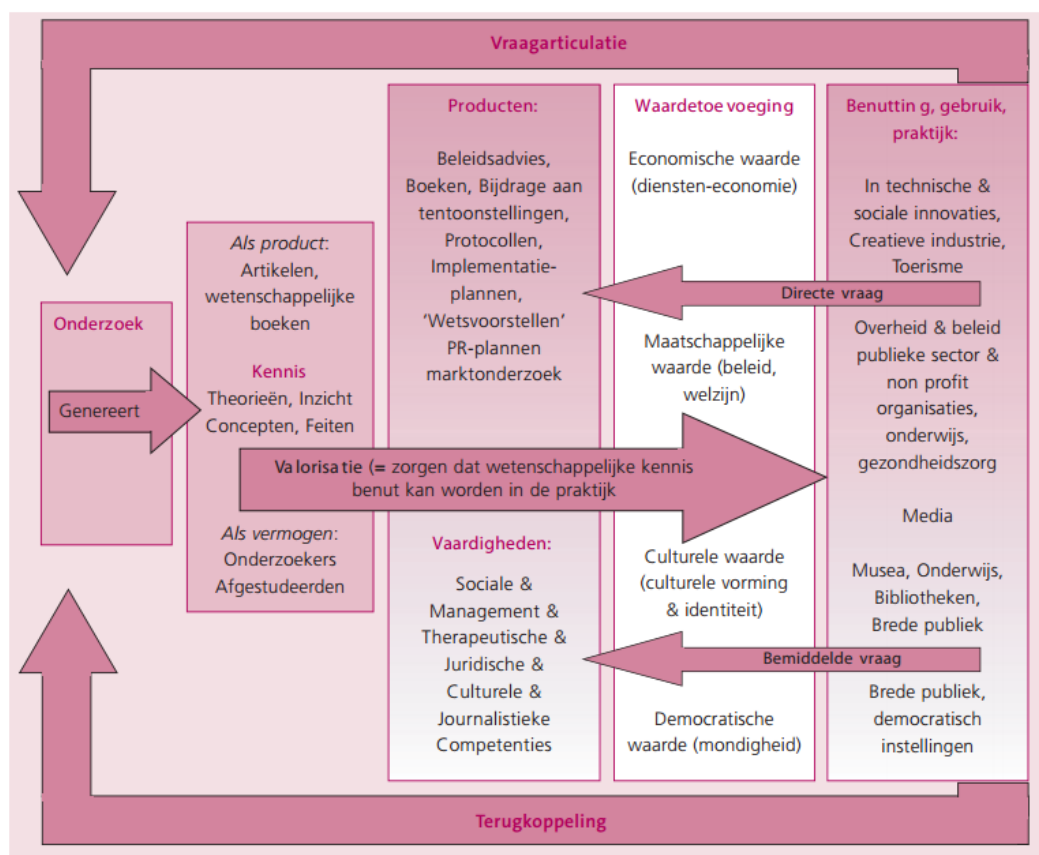 Vraagarticulatie
Onderzoek
Genereert
Als product:
Artikelen,
wetenschappelijke
boeken
Kennis
Theorieën, Inzicht
Concepten, Feiten
Als vermogen:
Onderzoekers
Afgestudeerden
Producten:
Beleidsadvies,
Boeken, Bijdrage aan
tentoonstellingen,
Protocollen,
Implementatie-
plannen,
'Wetsvoorstellen'
PR-plannen
marktonderzoek
Valorisatie (= zorgen dat wetenschappelijke kennis
benut kan worden in de praktijk
Vaardigheden:
Sociale &
Management &
Therapeutische &
Juridische &
Culturele &
Journalistieke
Competenties
Waardetoe voeging
Economische waarde
(diensten-economie)
Maatschappelijke
waarde (beleid,
welzijn)
Culturele waarde
(culturele vorming
& identiteit)
Democratische
waarde (mondigheid)
Benuttin g, gebruik,
praktijk:
In technische &
sociale innovaties,
Creatieve industrie,
Toerisme
Directe vraag
Overheid & beleid
publieke sector &
non profit
organisaties,
onderwijs,
gezondheidszorg
Media
Musea, Onderwijs,
Bibliotheken,
Brede publiek
Bemiddelde vraag
Brede publiek,
democratisch
instellingen
Terugkoppeling